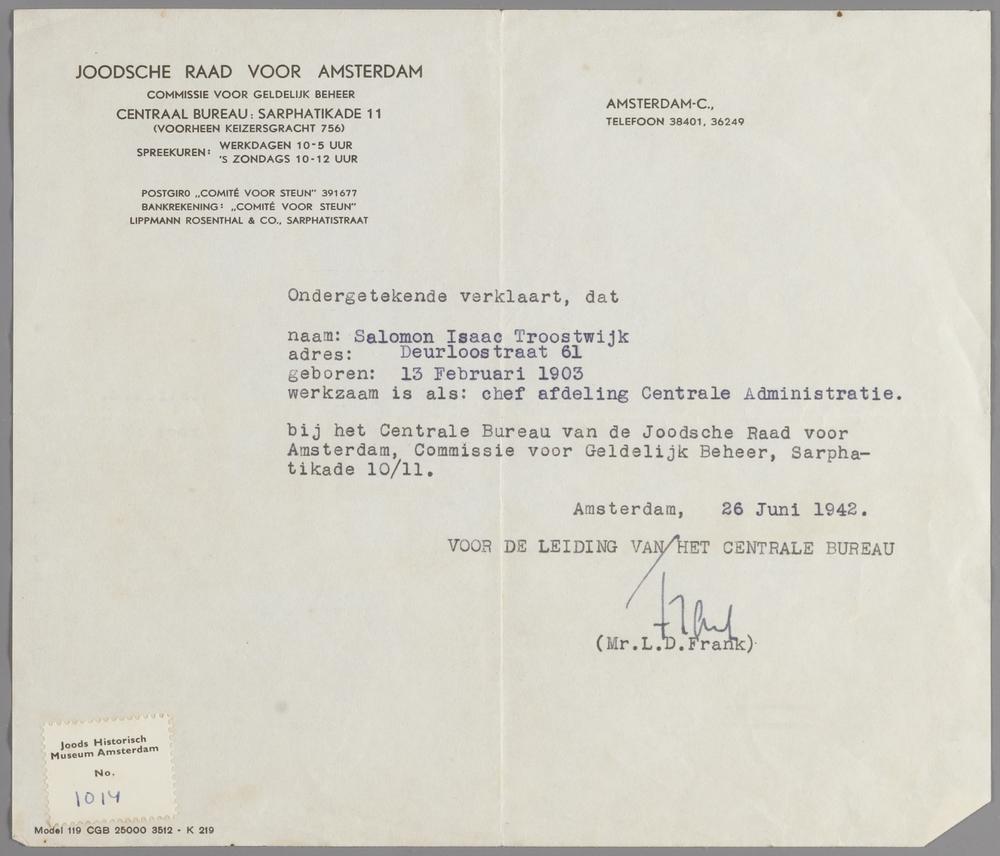 JOODSCHE RAAD VOOR AMSTERDAM
COMMISSIE VOOR GELDELIJK BEHEER
CENTRAAL BUREAU: SARPHATIKADE 11
(VOORHEEN KEIZERSGRACHT 756)
SPREEKUREN: WERKDAGEN 10-5 UUR
'S ZONDAGS 10-12 UUR
POSTGIRO „COMITÉ VOOR STEUN" 391677
BANKREKENING: „COMITÉ VOOR STEUN"
LIPPMANN ROSENTHAL & CO., SARPHATISTRAAT
AMSTERDAM-C.,
TELEFOON 38401, 36249
Ondergetekende verklaart, dat
naam: Salomon Isaac Troostwijk
adres: Deurloostraat 61
geboren: 13 Februari 1903
werkzaam is als: chef afdeling Centrale Administratie.
bij het Centrale Bureau van de Joodsche Raad voor
Amsterdam, Commissie voor Geldelijk Beheer, Sarpha-
tikade 10/11.
Amsterdam, 26 Juni 1942.
VOOR DE LEIDING VAN HET CENTRALE BUREAU
Frank
(Mr.L.D.Frank)
Joods Historisch
Museum Amsterdam
No.
1014
Model 119 CGB 25000 3512 - K 219